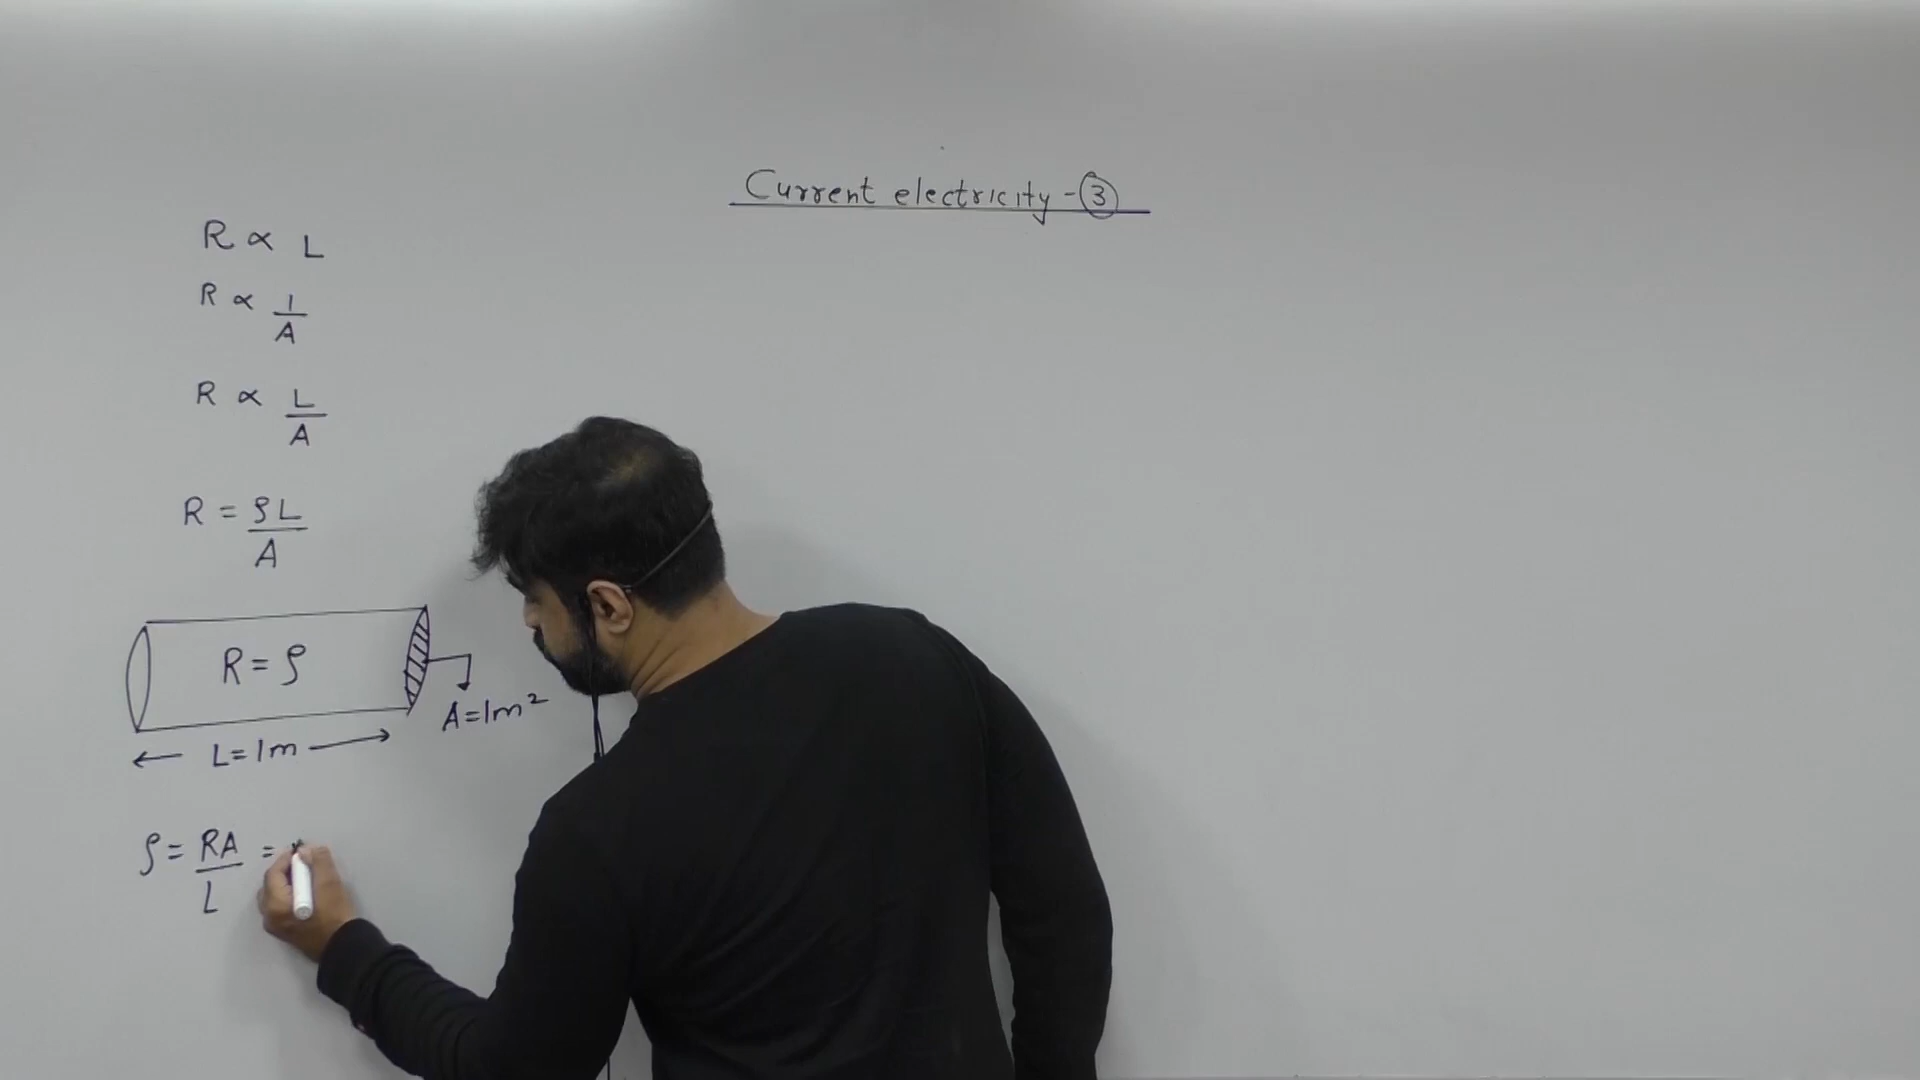 Current electricity - ③
R ∝ L
R ∝ 1/A
R ∝ L/A
R = ρL/A
R = ρ
A = 1m²
L = 1m
ρ = RA/L =